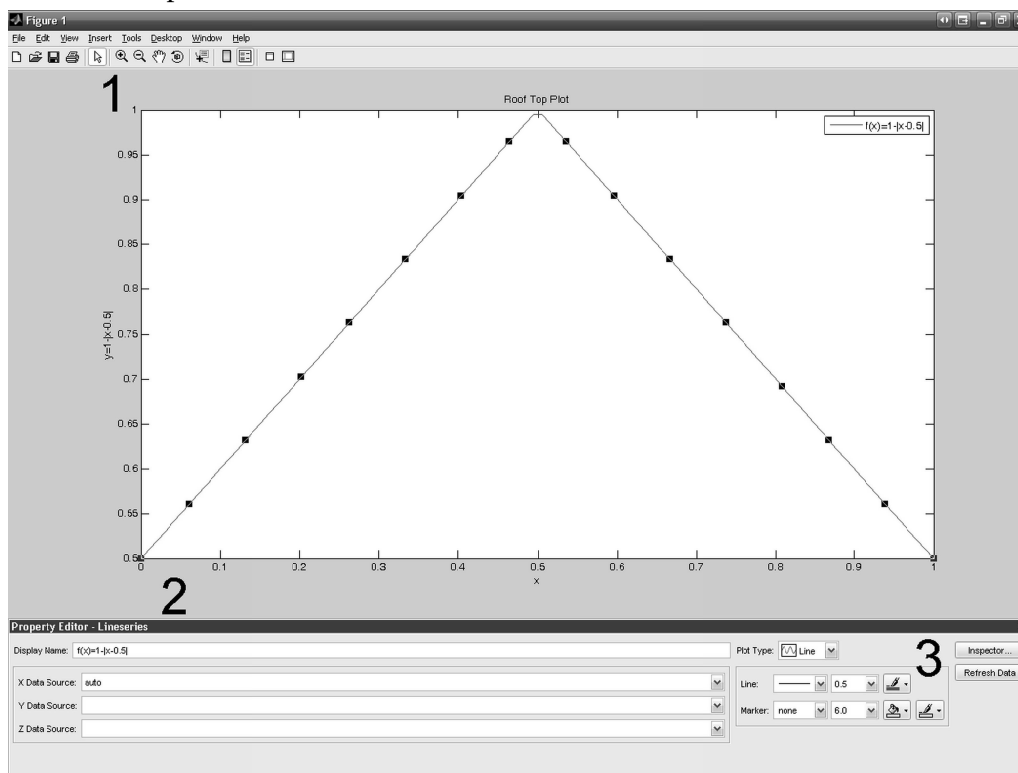 Figure 1
File Edit View Insert Tools Desktop Window Help
1
Roof Top Plot
f(x)=1-|x-0.5|
1
0.95
0.9
0.85
0.8
0.75
0.7
0.65
0.6
0.55
0.5
y=1-|x-0.5|
0 0.1 0.2 0.3 0.4 0.5 0.6 0.7 0.8 0.9 1
x
2
Property Editor - Lineseries
Display Name: f(x)=1-|x-0.5| Plot Type: Line 3 Inspector...
Refresh Data
X Data Source: auto Line: 0.5
Y Data Source: Marker: none 6.0
Z Data Source: